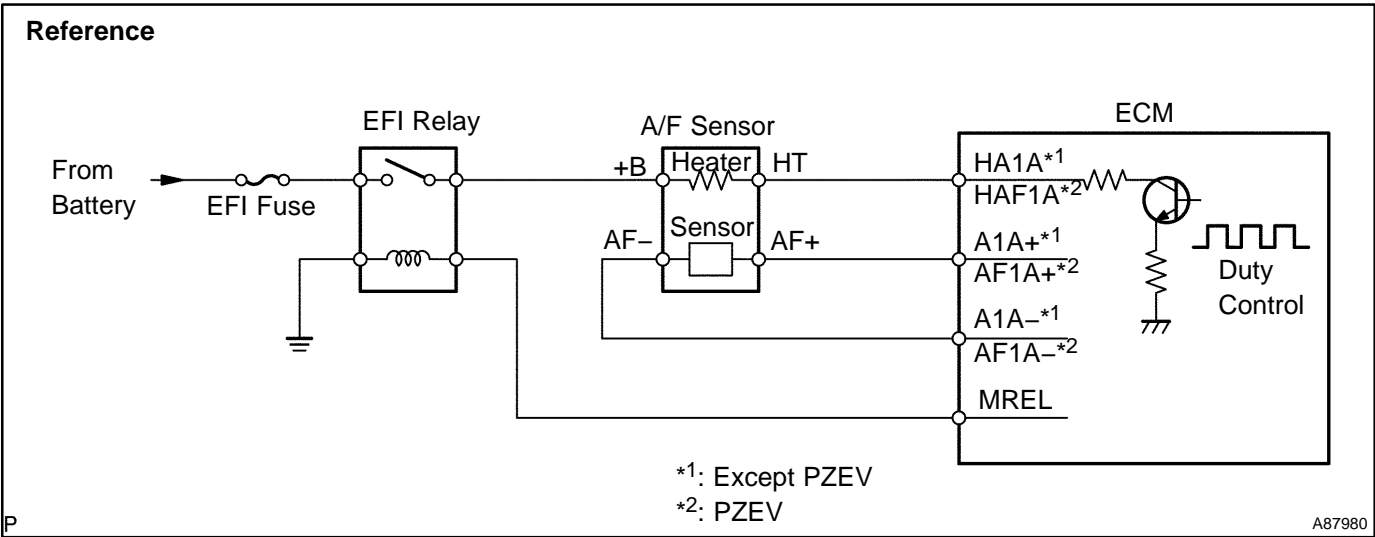 Reference
EFI Relay
A/F Sensor
ECM
From
Battery
EFI Fuse
+B
Heater
HT
AF−
Sensor
AF+
HA1A*1
HAF1A*2
A1A+*1
AF1A+*2
A1A−*1
AF1A−*2
MREL
Duty
Control
*1: Except PZEV
*2: PZEV
P
A87980